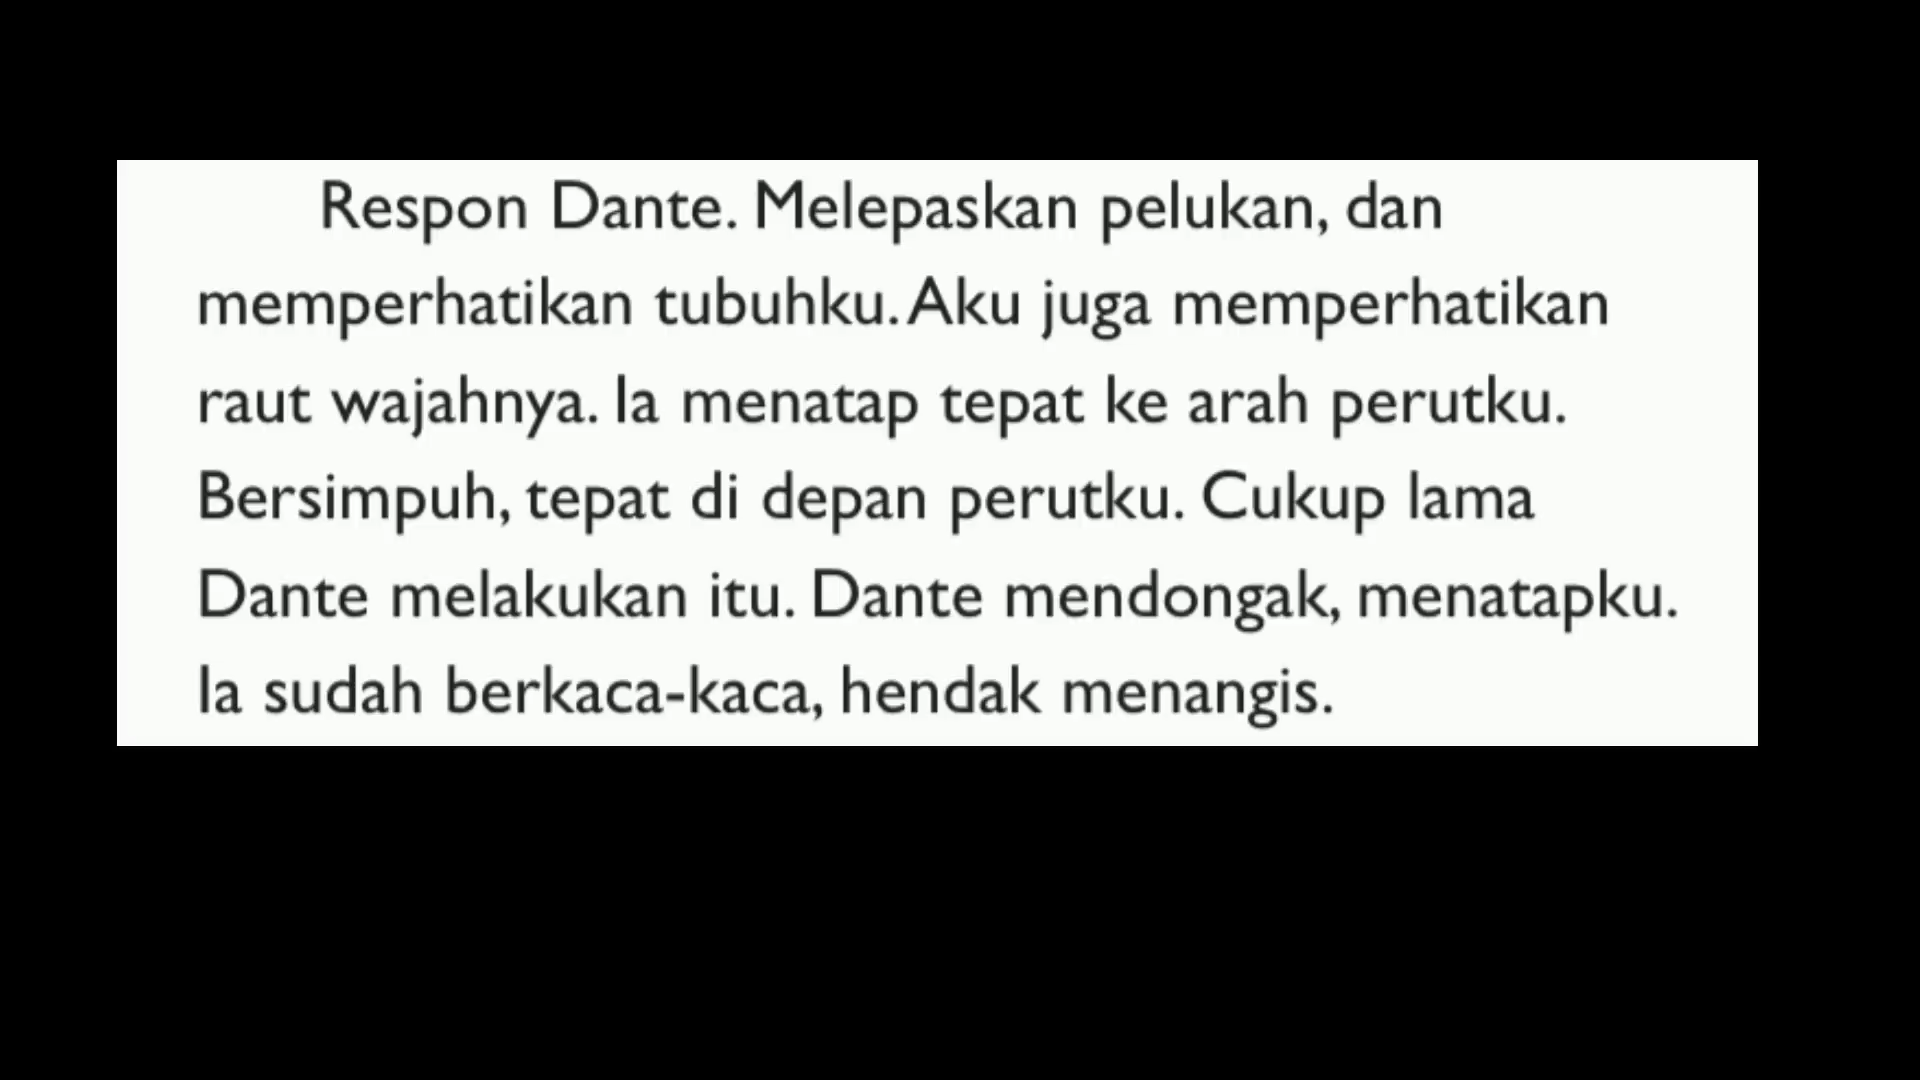 Respon Dante. Melepaskan pelukan, dan
memperhatikan tubuhku. Aku juga memperhatikan
raut wajahnya. Ia menatap tepat ke arah perutku.
Bersimpuh, tepat di depan perutku. Cukup lama
Dante melakukan itu. Dante mendongak, menatapku.
Ia sudah berkaca-kaca, hendak menangis.